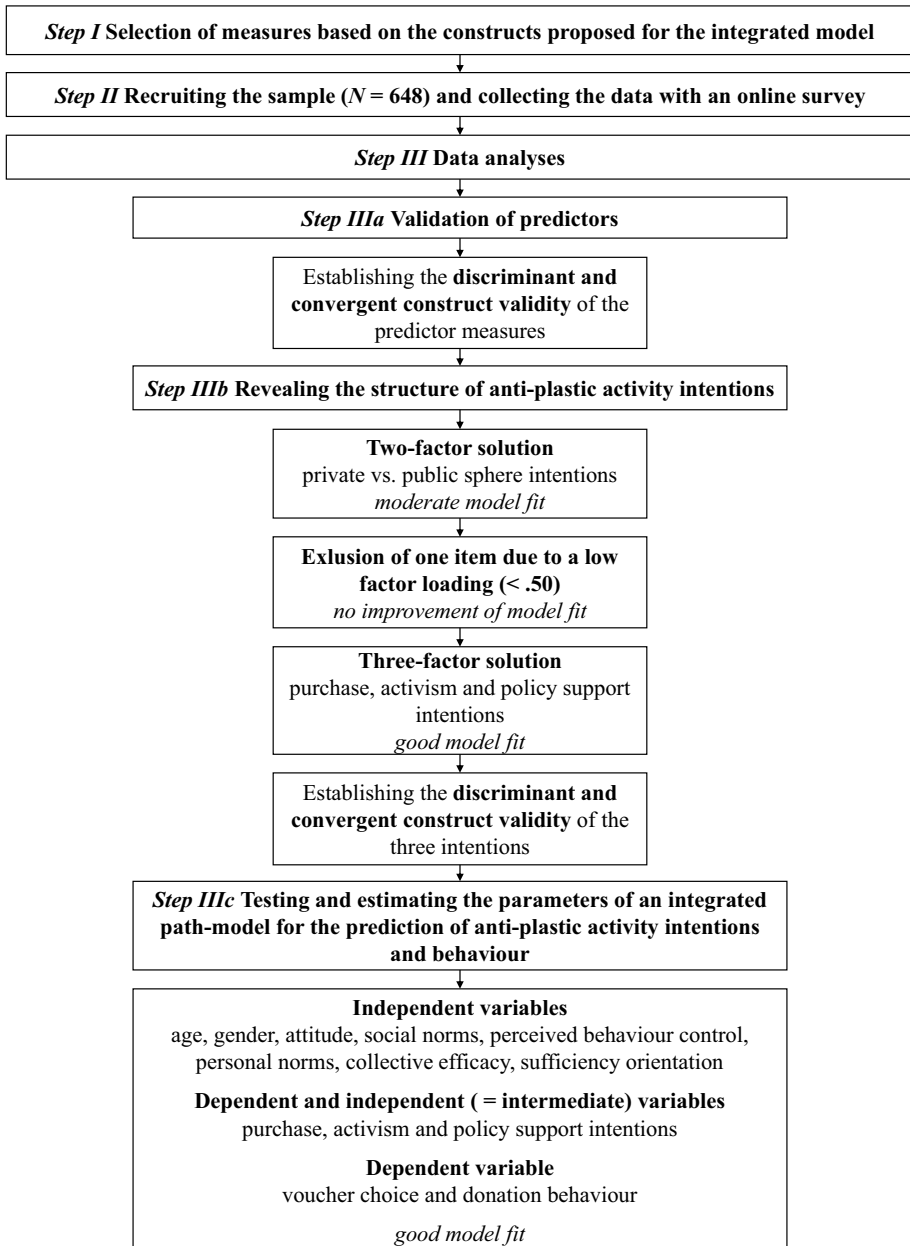 Step I Selection of measures based on the constructs proposed for the integrated model
Step II Recruiting the sample (N = 648) and collecting the data with an online survey
Step III Data analyses
Step IIIa Validation of predictors
Establishing the discriminant and
convergent construct validity of the
predictor measures
Step IIIb Revealing the structure of anti-plastic activity intentions
Two-factor solution
private vs. public sphere intentions
moderate model fit
Exlusion of one item due to a low
factor loading (< .50)
no improvement of model fit
Three-factor solution
purchase, activism and policy support
intentions
good model fit
Establishing the discriminant and
convergent construct validity of the
three intentions
Step IIIc Testing and estimating the parameters of an integrated
path-model for the prediction of anti-plastic activity intentions
and behaviour
Independent variables
age, gender, attitude, social norms, perceived behaviour control,
personal norms, collective efficacy, sufficiency orientation
Dependent and independent ( = intermediate) variables
purchase, activism and policy support intentions
Dependent variable
voucher choice and donation behaviour
good model fit